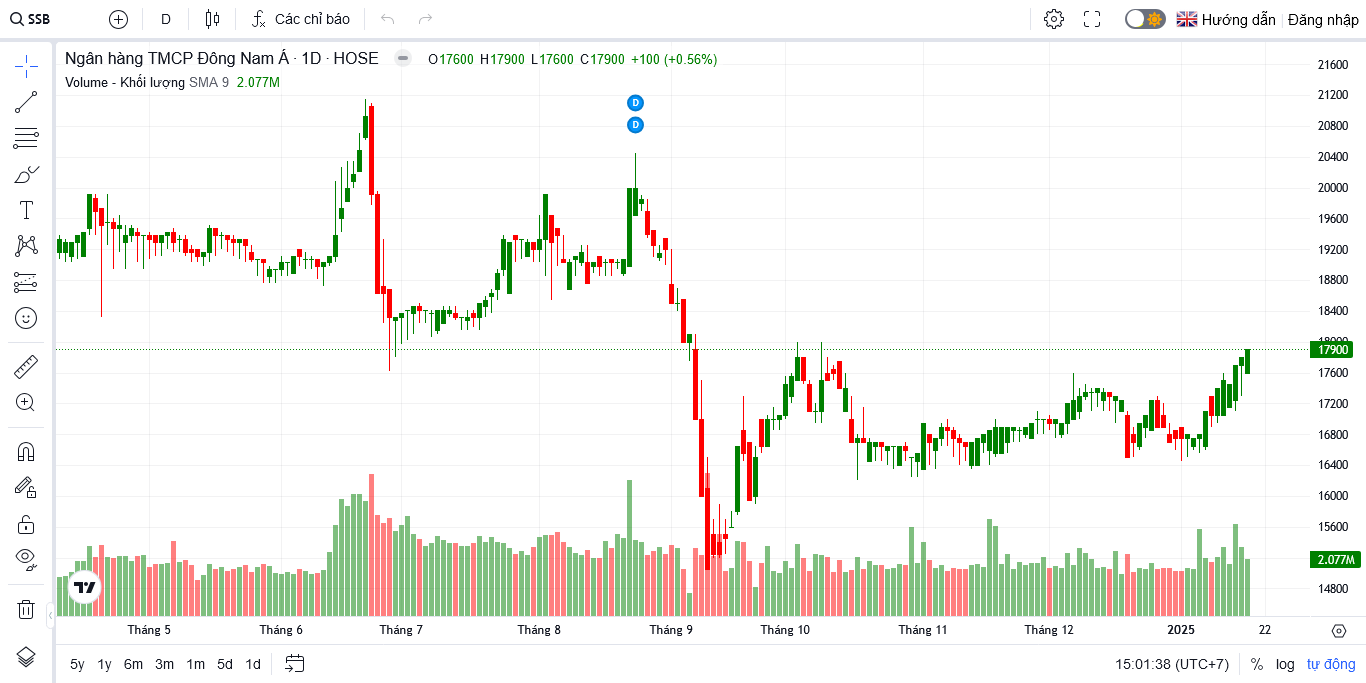 SSB D Các chỉ báo Hướng dẫn Đăng nhập
Ngân hàng TMCP Đông Nam Á · 1D · HOSE O17600 H17900 L17600 C17900 +100 (+0.56%)
Volume - Khối lượng SMA 9 2.077M
D
D
21600
21200
20800
20400
20000
19600
19200
18800
18400
18000
17900
17600
17200
16800
16400
16000
15600
2.077M
14800
Tháng 5 Tháng 6 Tháng 7 Tháng 8 Tháng 9 Tháng 10 Tháng 11 Tháng 12 2025 22
5y 1y 6m 3m 1m 5d 1d 15:01:38 (UTC+7) % log tự động